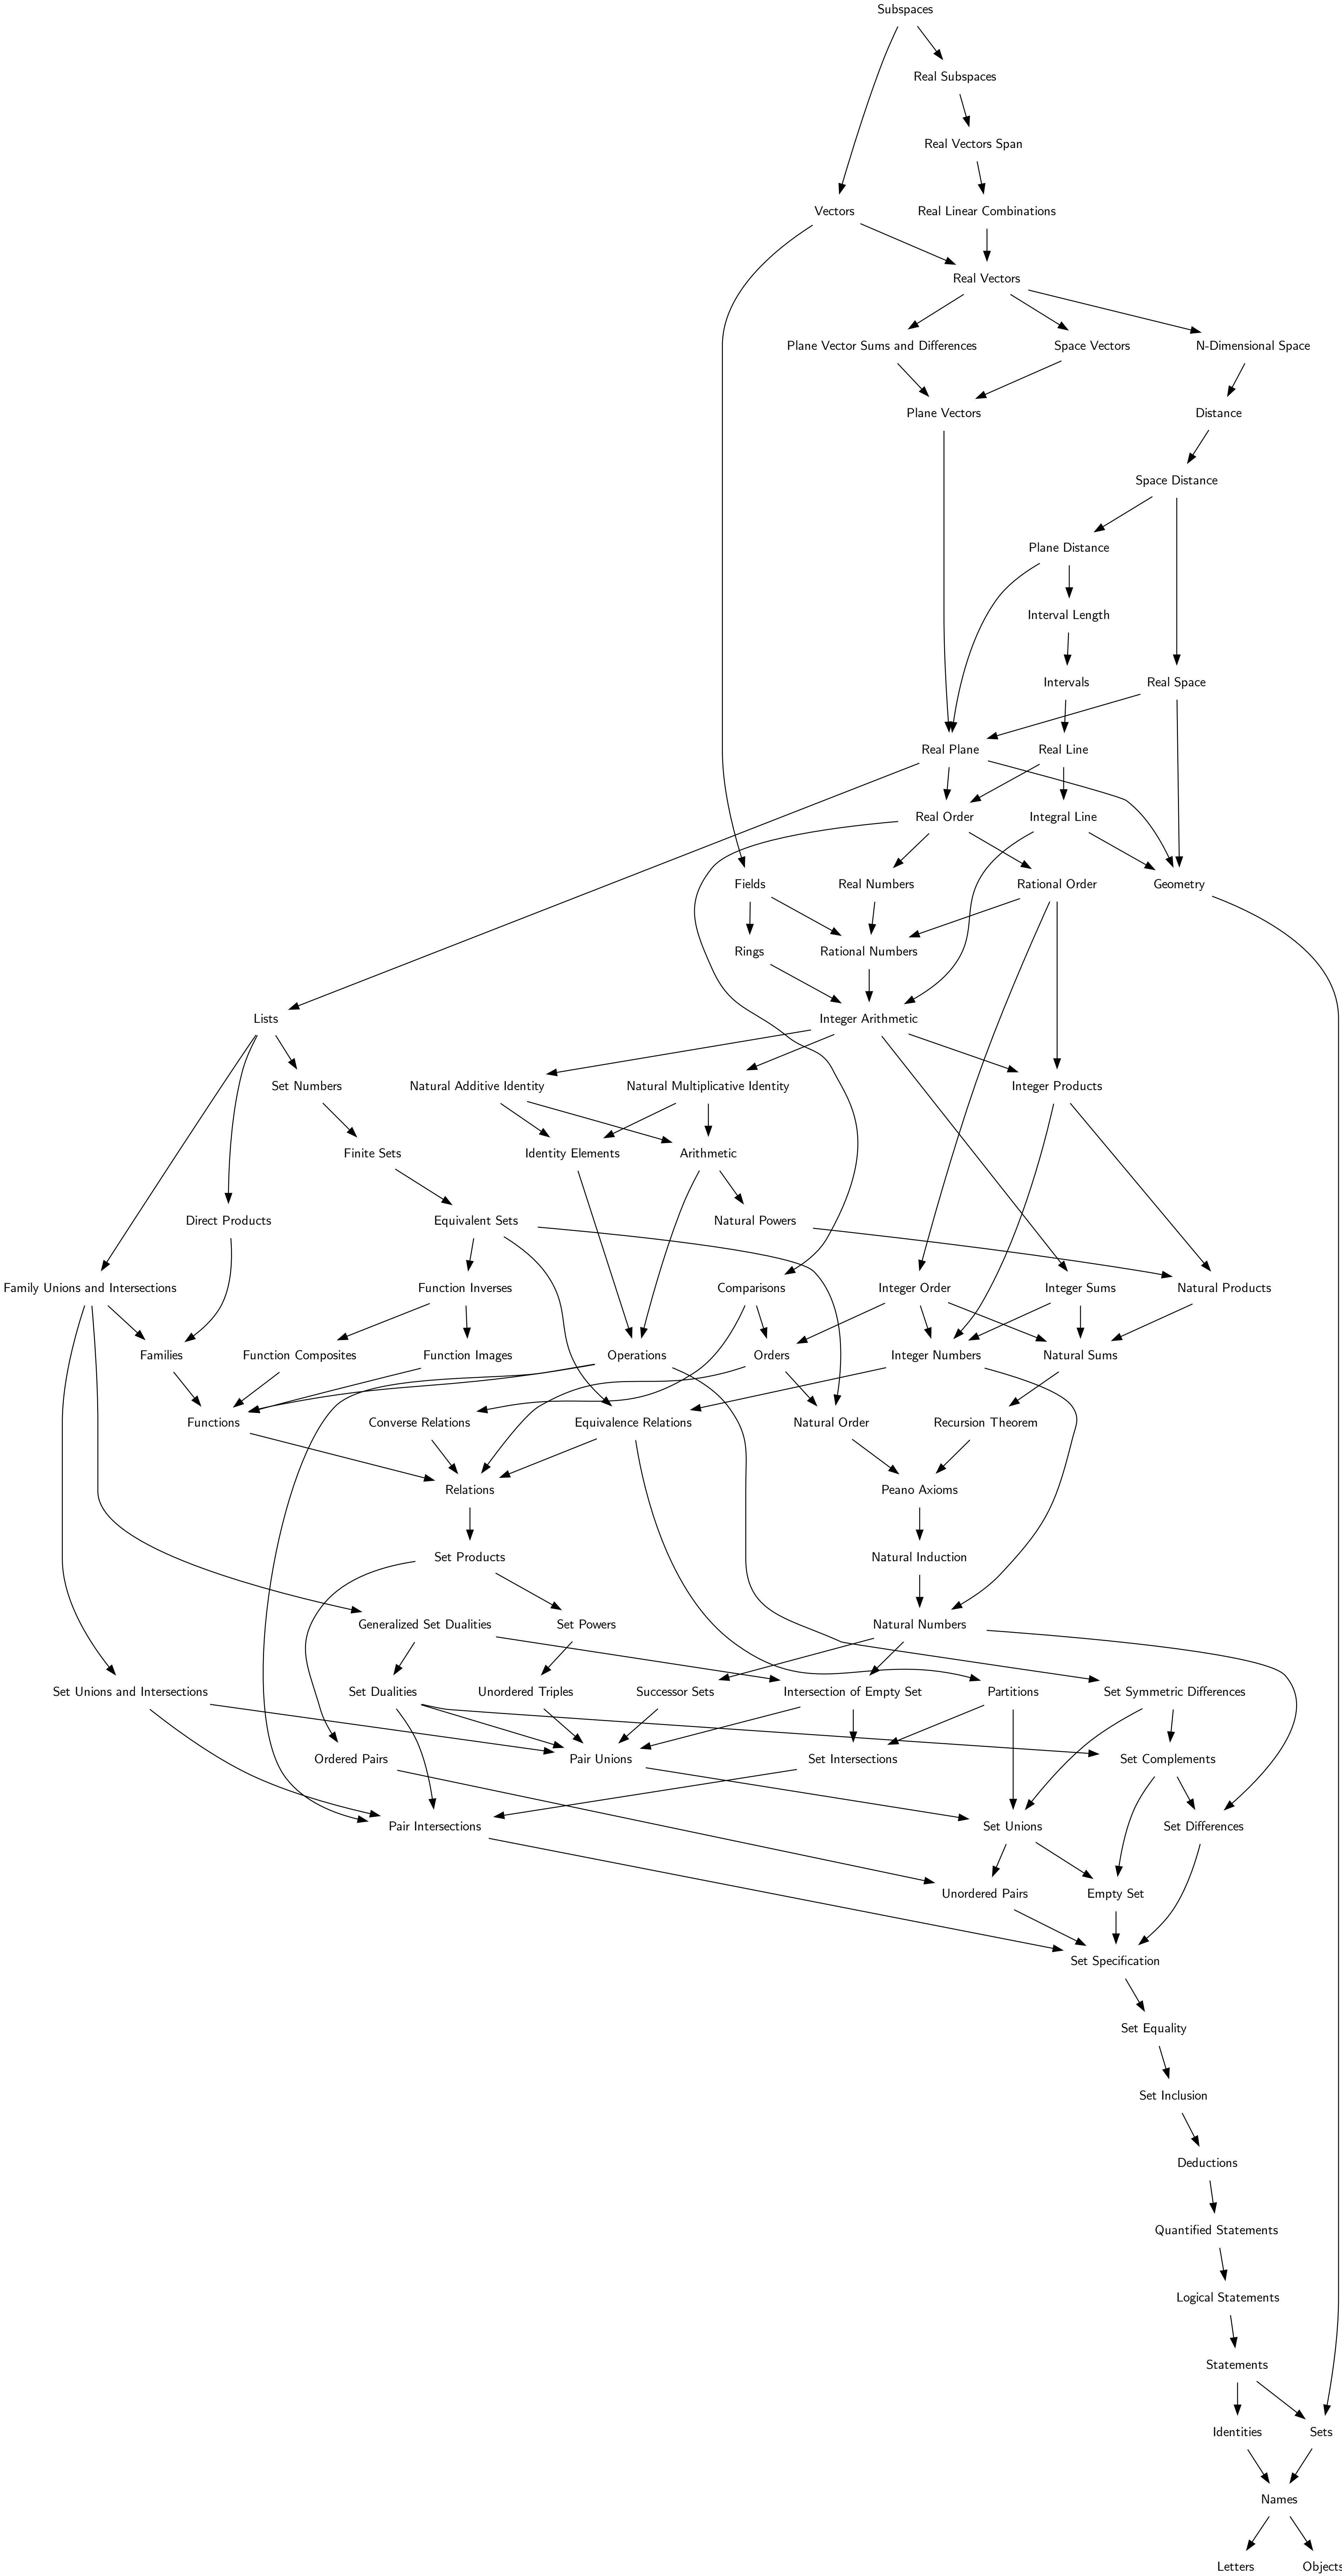 Subspaces
Real Subspaces
Real Vectors Span
Vectors
Real Linear Combinations
Real Vectors
Plane Vector Sums and Differences
Space Vectors
N-Dimensional Space
Plane Vectors
Distance
Space Distance
Plane Distance
Interval Length
Intervals
Real Space
Real Plane
Real Line
Real Order
Integral Line
Fields
Real Numbers
Rational Order
Geometry
Rings
Rational Numbers
Lists
Integer Arithmetic
Set Numbers
Natural Additive Identity
Natural Multiplicative Identity
Integer Products
Finite Sets
Identity Elements
Arithmetic
Direct Products
Equivalent Sets
Natural Powers
Family Unions and Intersections
Function Inverses
Comparisons
Integer Order
Integer Sums
Natural Products
Families
Function Composites
Function Images
Operations
Orders
Integer Numbers
Natural Sums
Functions
Converse Relations
Equivalence Relations
Natural Order
Recursion Theorem
Relations
Peano Axioms
Set Products
Natural Induction
Generalized Set Dualities
Set Powers
Natural Numbers
Set Unions and Intersections
Set Dualities
Unordered Triples
Successor Sets
Intersection of Empty Set
Partitions
Set Symmetric Differences
Ordered Pairs
Pair Unions
Set Intersections
Set Complements
Pair Intersections
Set Unions
Set Differences
Unordered Pairs
Empty Set
Set Specification
Set Equality
Set Inclusion
Deductions
Quantified Statements
Logical Statements
Statements
Identities
Sets
Names
Letters
Objects